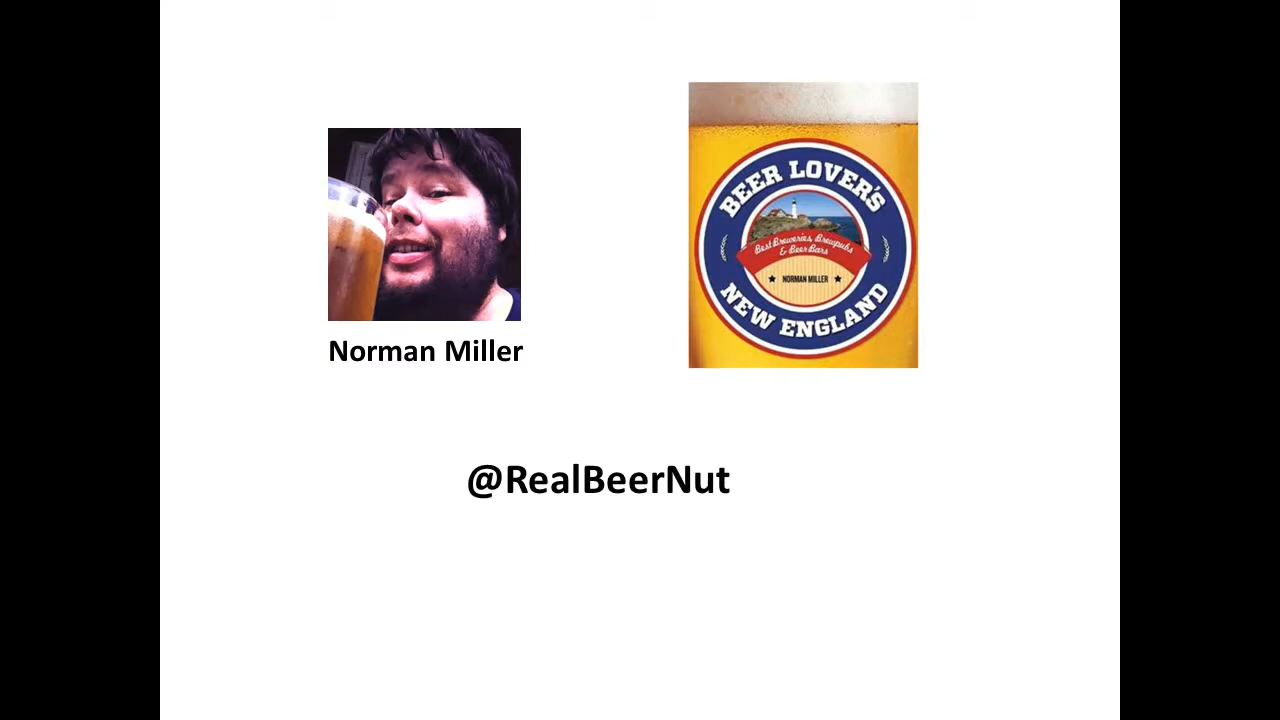 BEER LOVER'S
Best Breweries, Brewpubs
& Beer Bars
★ NORMAN MILLER ★
NEW ENGLAND
Norman Miller
@RealBeerNut